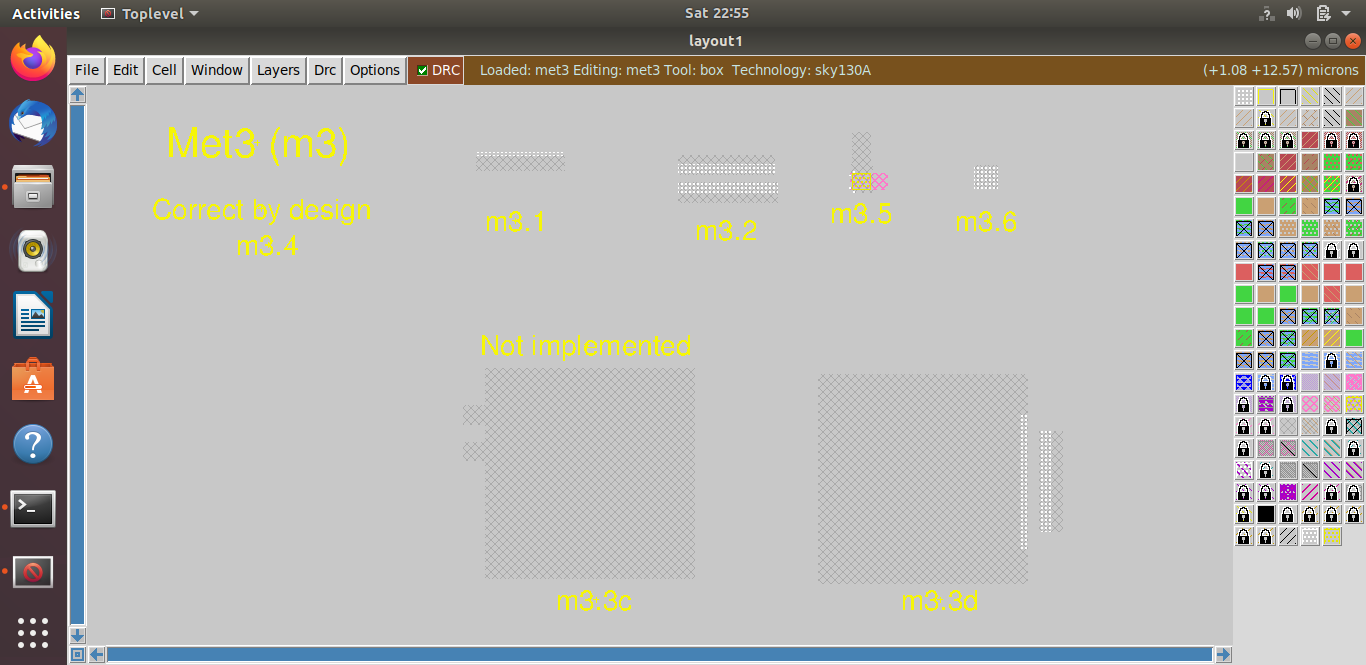 Activities Toplevel Sat 22:55
layout1
File Edit Cell Window Layers Drc Options DRC Loaded: met3 Editing: met3 Tool: box Technology: sky130A (+1.08 +12.57) microns
Met3 (m3)
Correct by design
m3.4
m3.1 m3.2 m3.5 m3.6
Not implemented
m3.3c m3.3d